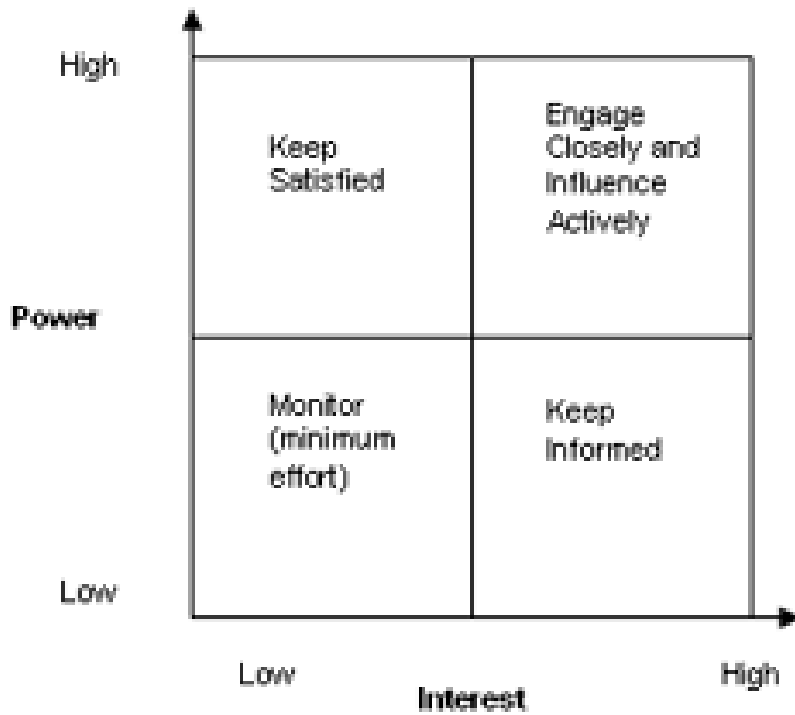 High
Keep
Satisfied
Engage
Closely and
Influence
Actively
Power
Monitor
(minimum
effort)
Keep
Informed
Low
Low
High
Interest